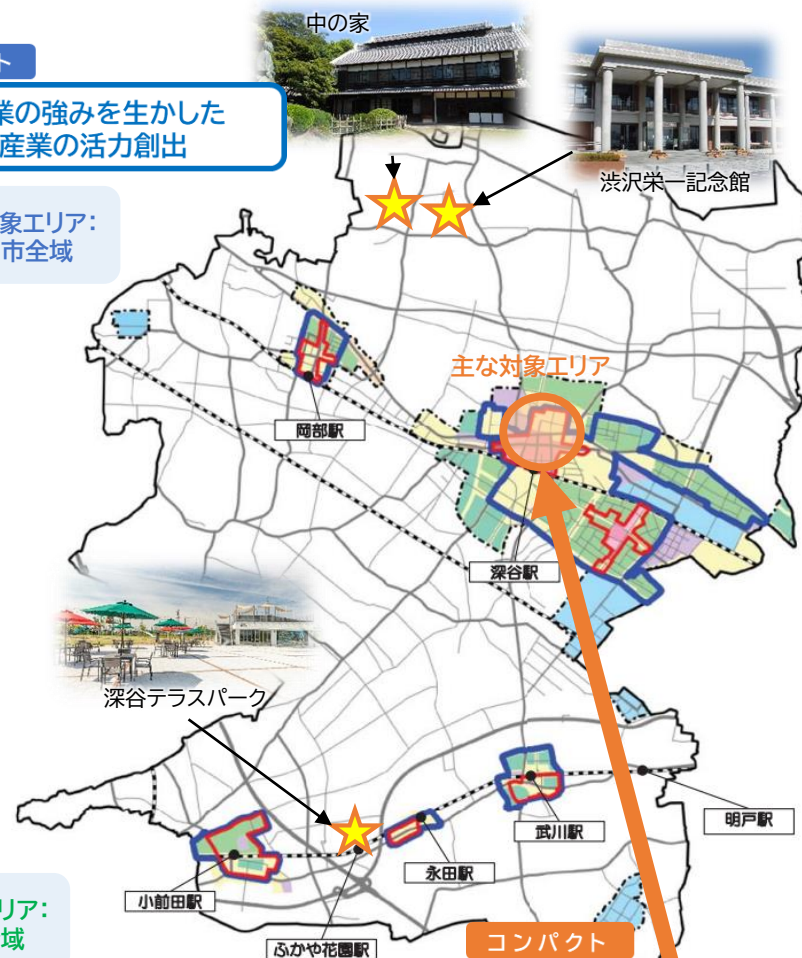 中の家
ト
業の強みを生かした
産業の活力創出
渋沢栄一記念館
象エリア:
市全域
主な対象エリア
岡部駅
深谷駅
深谷テラスパーク
明戸駅
武川駅
永田駅
小前田駅
リア:
域
コンパクト
ふかや花園駅